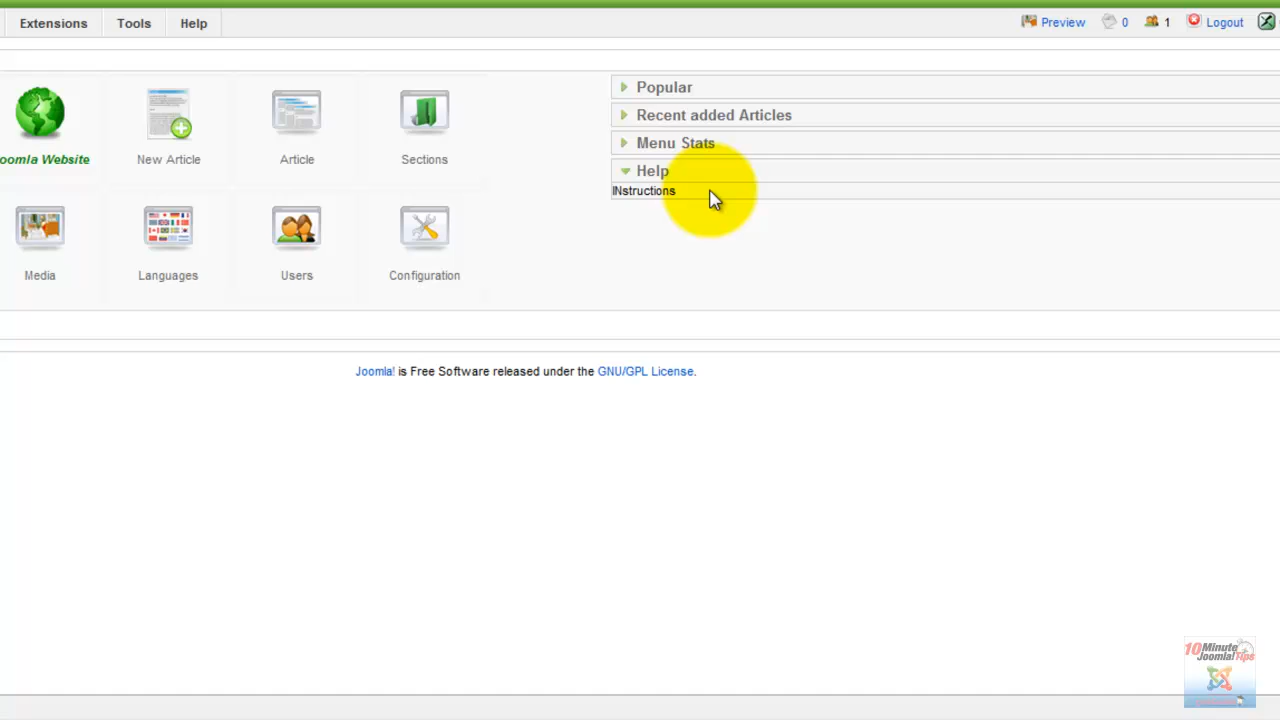 Extensions Tools Help Preview 0 1 Logout
oomla Website New Article Article Sections
Media Languages Users Configuration
Popular
Recent added Articles
Menu Stats
Help
INstructions
Joomla! is Free Software released under the GNU/GPL License.
10Minute
Joomla!Tips